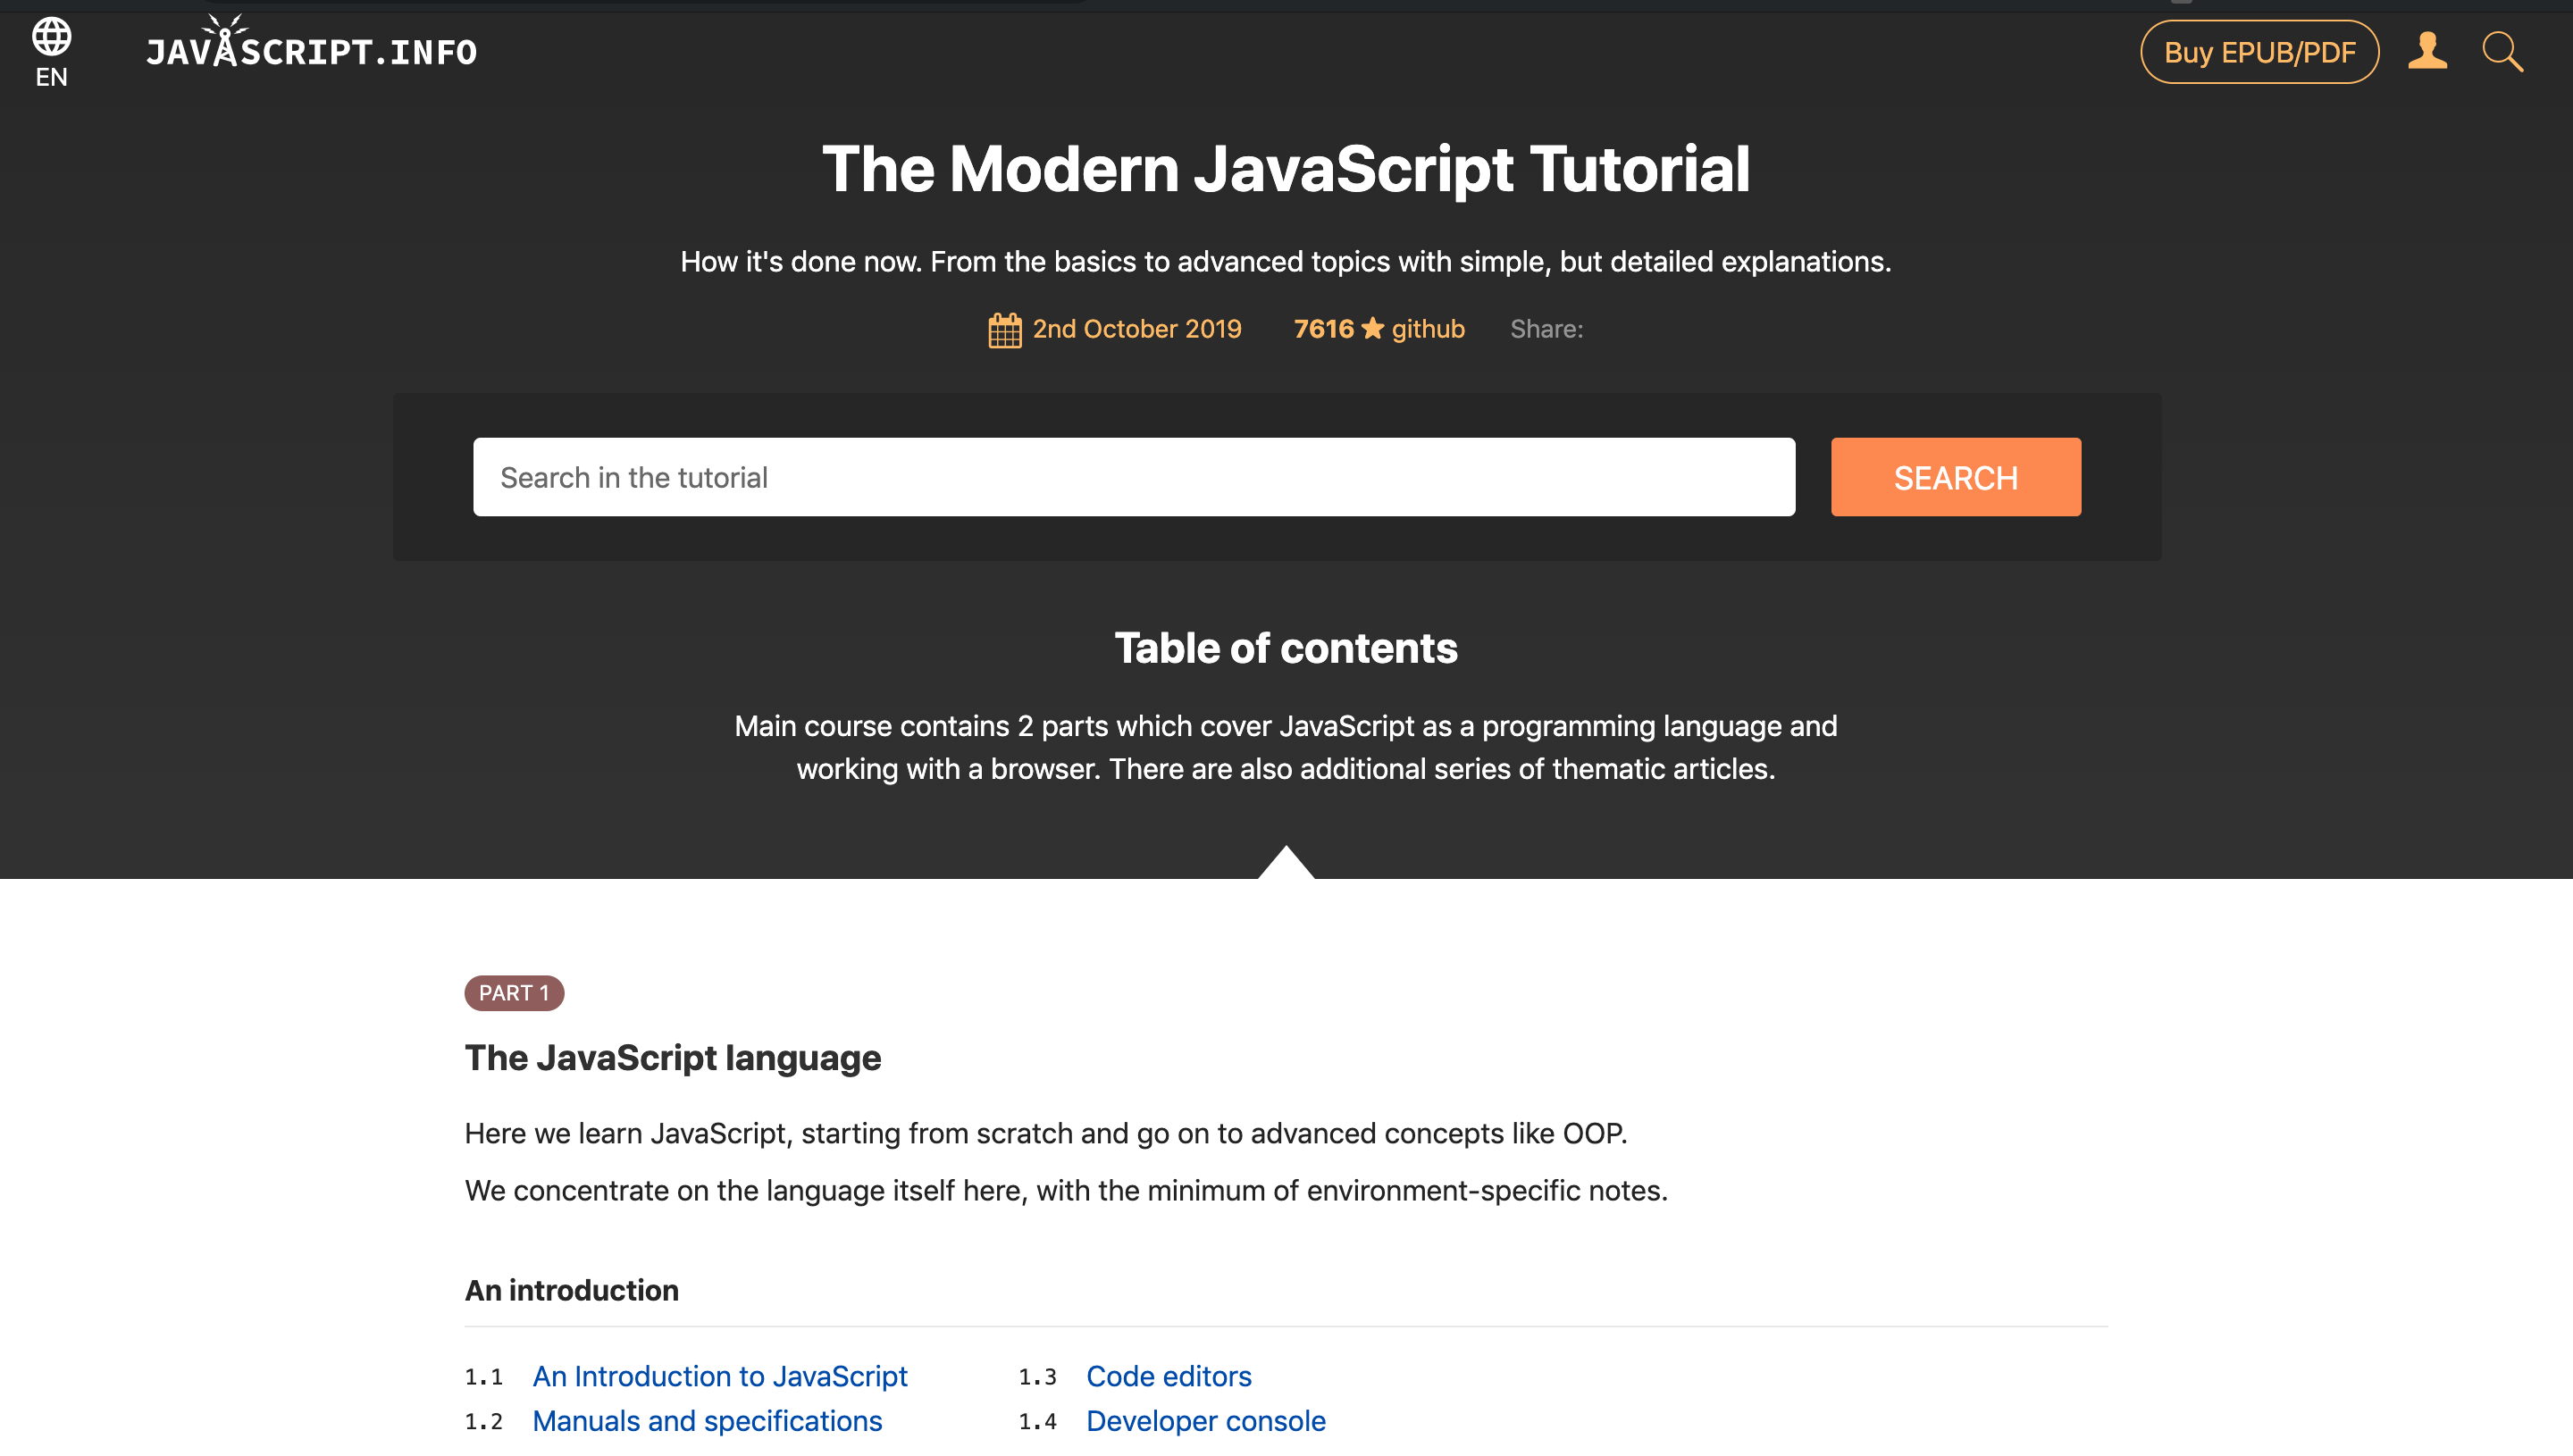 EN
JAVASCRIPT.INFO
Buy EPUB/PDF
The Modern JavaScript Tutorial
How it's done now. From the basics to advanced topics with simple, but detailed explanations.
2nd October 2019 7616 github Share:
Search in the tutorial SEARCH
Table of contents
Main course contains 2 parts which cover JavaScript as a programming language and
working with a browser. There are also additional series of thematic articles.
PART 1
The JavaScript language
Here we learn JavaScript, starting from scratch and go on to advanced concepts like OOP.
We concentrate on the language itself here, with the minimum of environment-specific notes.
An introduction
1.1 An Introduction to JavaScript
1.2 Manuals and specifications
1.3 Code editors
1.4 Developer console